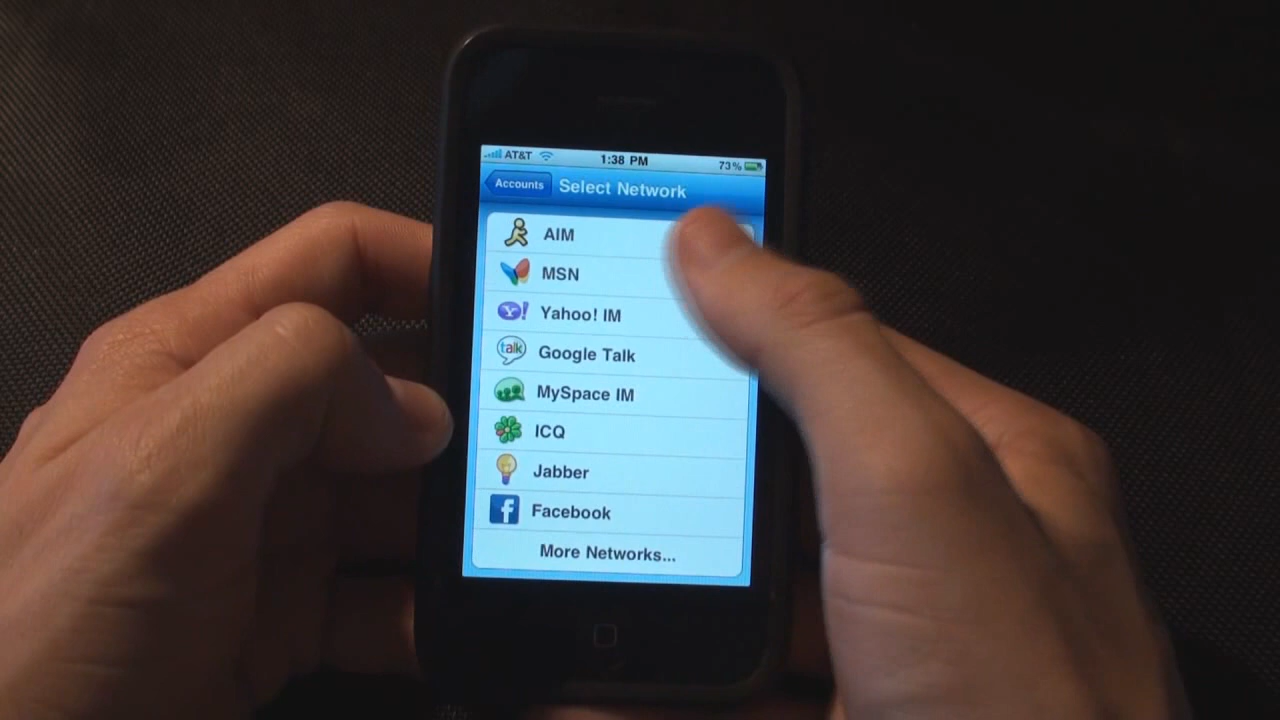 AT&T 1:38 PM 73%
Accounts Select Network
AIM
MSN
Y! Yahoo! IM
talk Google Talk
MySpace IM
ICQ
Jabber
f Facebook
More Networks...